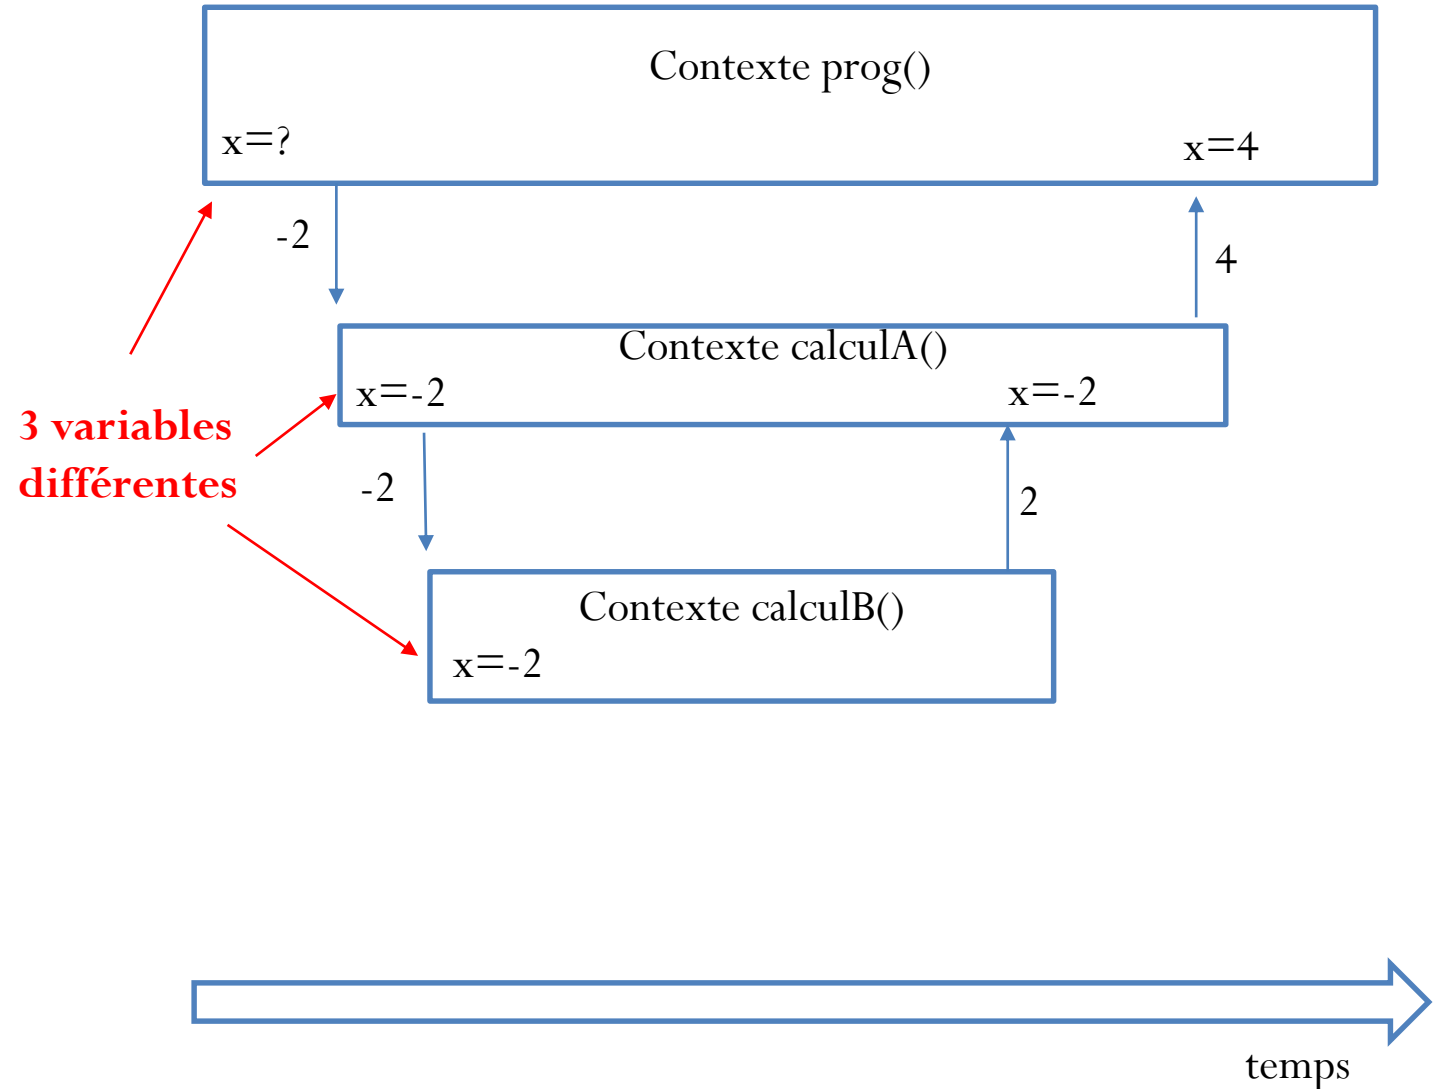 Contexte prog()
x=?
x=4
-2
4
Contexte calculA()
x=-2
x=-2
3 variables
différentes
-2
2
Contexte calculB()
x=-2
temps